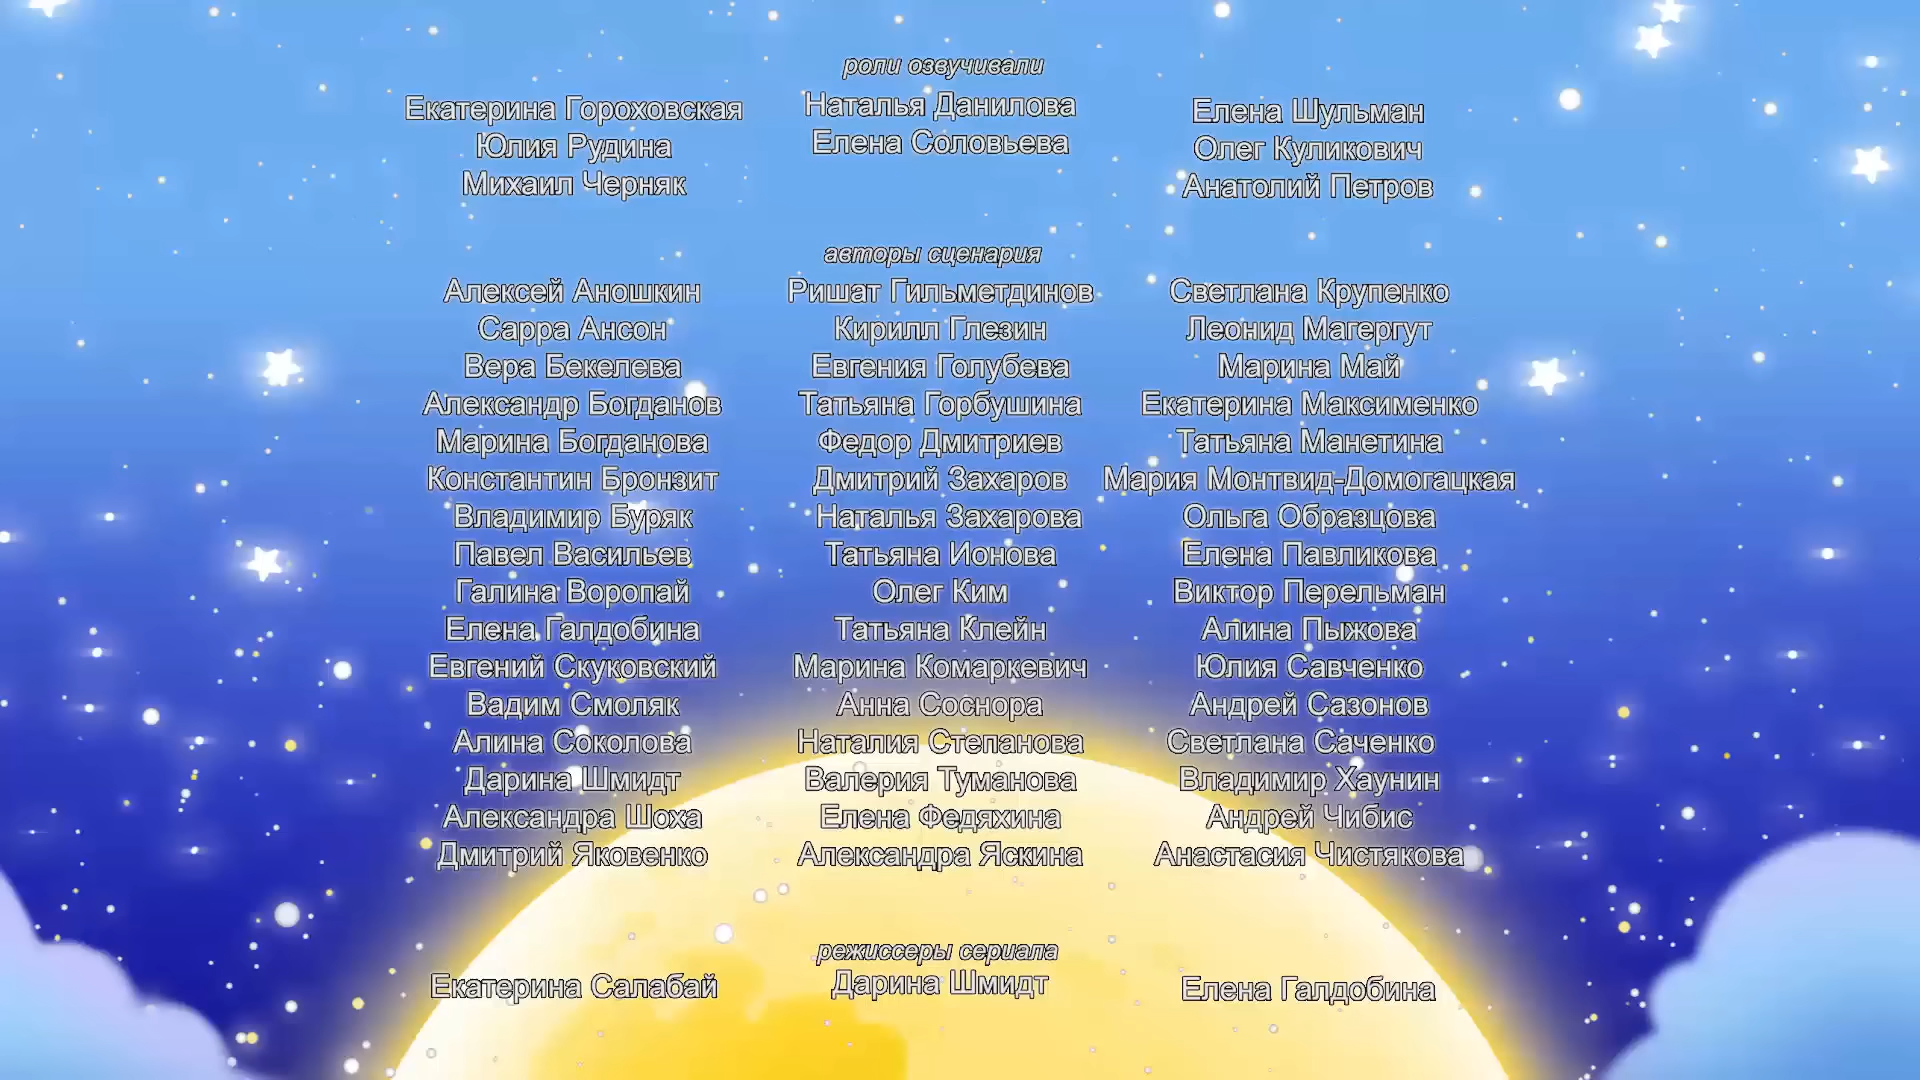 роли озвучивали
Екатерина Гороховская Наталья Данилова Елена Шульман
Юлия Рудина Елена Соловьева Олег Куликович
Михаил Черняк Анатолий Петров
авторы сценария
Алексей Аношкин Ришат Гильметдинов Светлана Крупенко
Сарра Ансон Кирилл Глезин Леонид Магергут
Вера Бекелева Евгения Голубева Марина Май
Александр Богданов Татьяна Горбушина Екатерина Максименко
Марина Богданова Федор Дмитриев Татьяна Манетина
Константин Бронзит Дмитрий Захаров Мария Монтвид-Домогацкая
Владимир Буряк Наталья Захарова Ольга Образцова
Павел Васильев Татьяна Ионова Елена Павликова
Галина Воропай Олег Ким Виктор Перельман
Елена Галдобина Татьяна Клейн Алина Пыжова
Евгений Скуковский Марина Комаркевич Юлия Савченко
Вадим Смоляк Анна Соснора Андрей Сазонов
Алина Соколова Наталия Степанова Светлана Саченко
Дарина Шмидт Валерия Туманова Владимир Хаунин
Александра Шоха Елена Федяхина Андрей Чибис
Дмитрий Яковенко Александра Яскина Анастасия Чистякова
режиссеры сериала
Екатерина Салабай Дарина Шмидт Елена Галдобина